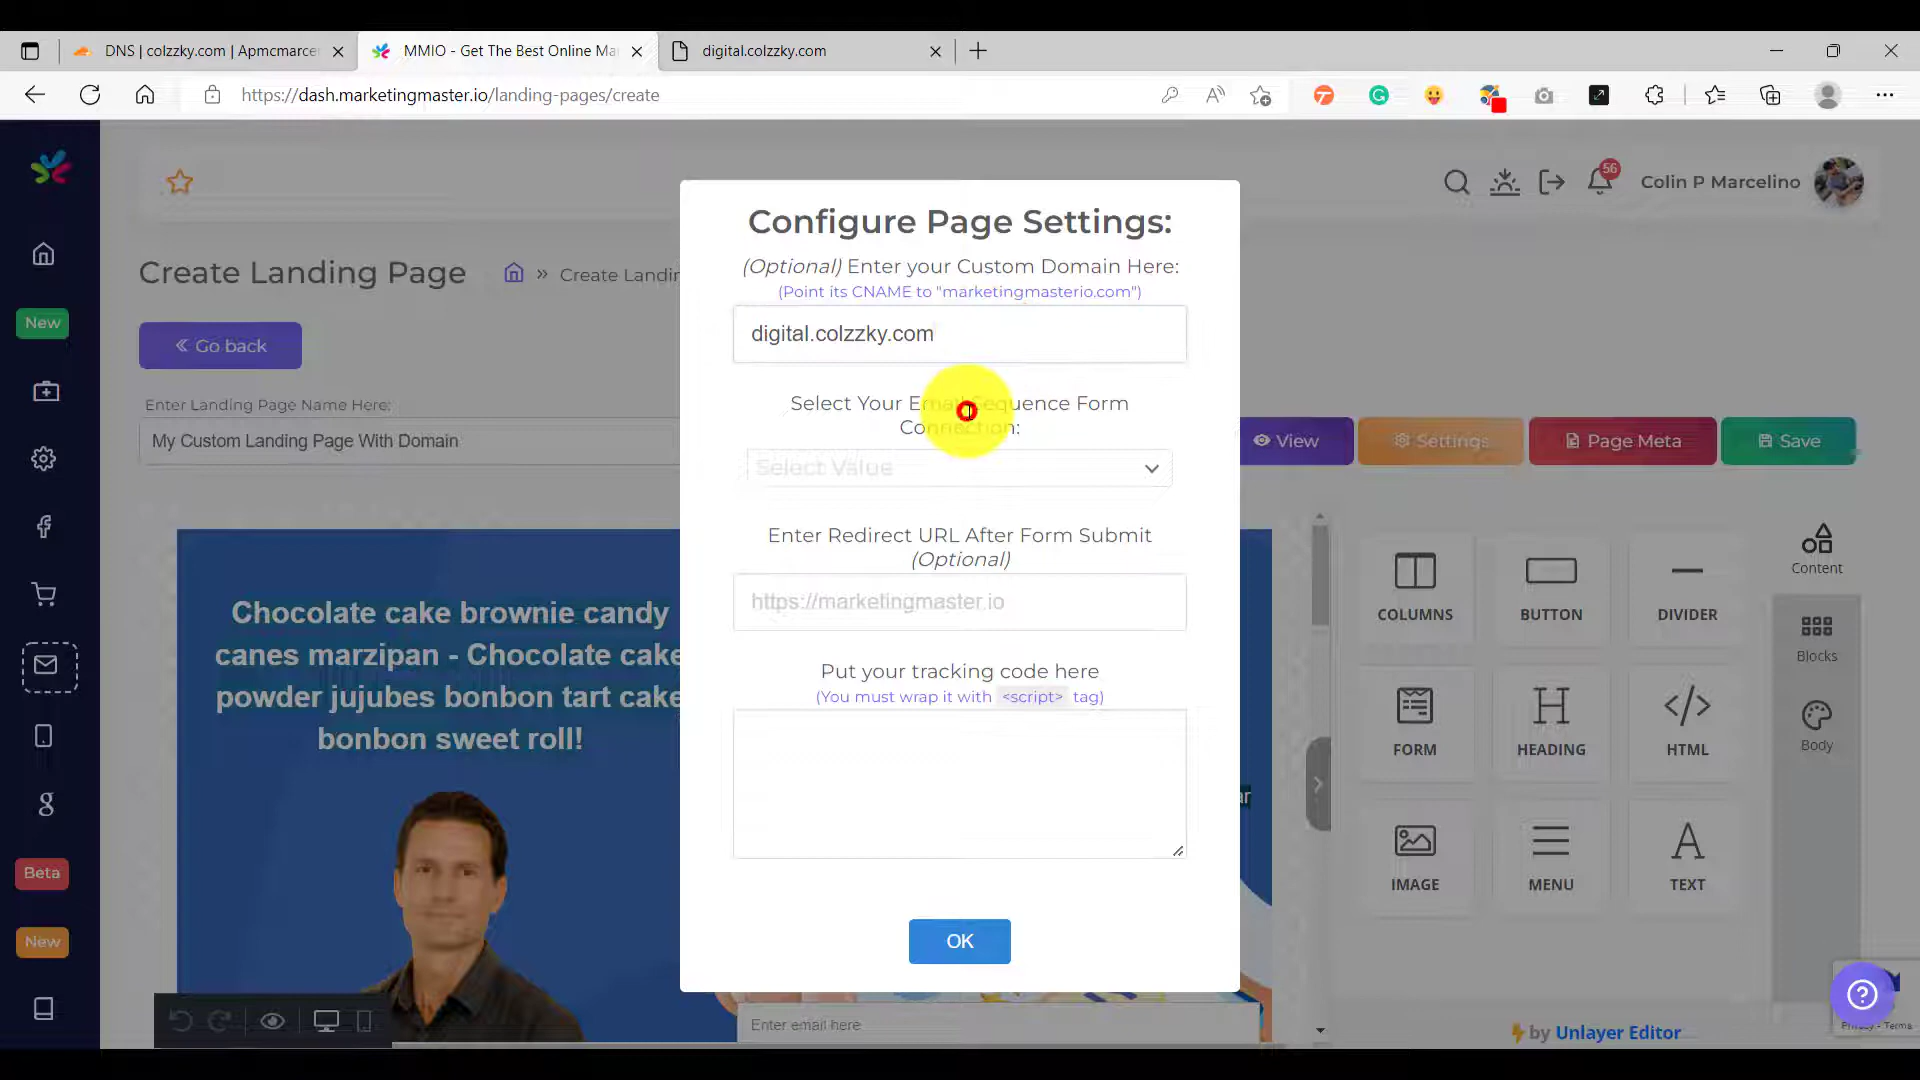 DNS | colzzky.com | Apmcmarce
MMIO - Get The Best Online Ma
digital.colzzky.com
https://dash.marketingmaster.io/landing-pages/create
56
Colin P Marcelino
Create Landing Page
» Create Landin
New
Go back
Enter Landing Page Name Here:
My Custom Landing Page With Domain
Configure Page Settings:
(Optional) Enter your Custom Domain Here:
(Point its CNAME to "marketingmasterio.com")
digital.colzzky.com
Select Your Email Sequence Form
Connection:
Select Value
Enter Redirect URL After Form Submit
(Optional)
https://marketingmaster.io
Put your tracking code here
(You must wrap it with <script> tag)
OK
View
Settings
Page Meta
Save
Chocolate cake brownie candy
canes marzipan - Chocolate cake
powder jujubes bonbon tart cake
bonbon sweet roll!
ar
Enter email here
COLUMNS
BUTTON
DIVIDER
FORM
HEADING
HTML
IMAGE
MENU
TEXT
Content
Blocks
Body
Beta
New
by Unlayer Editor
Privacy - Terms